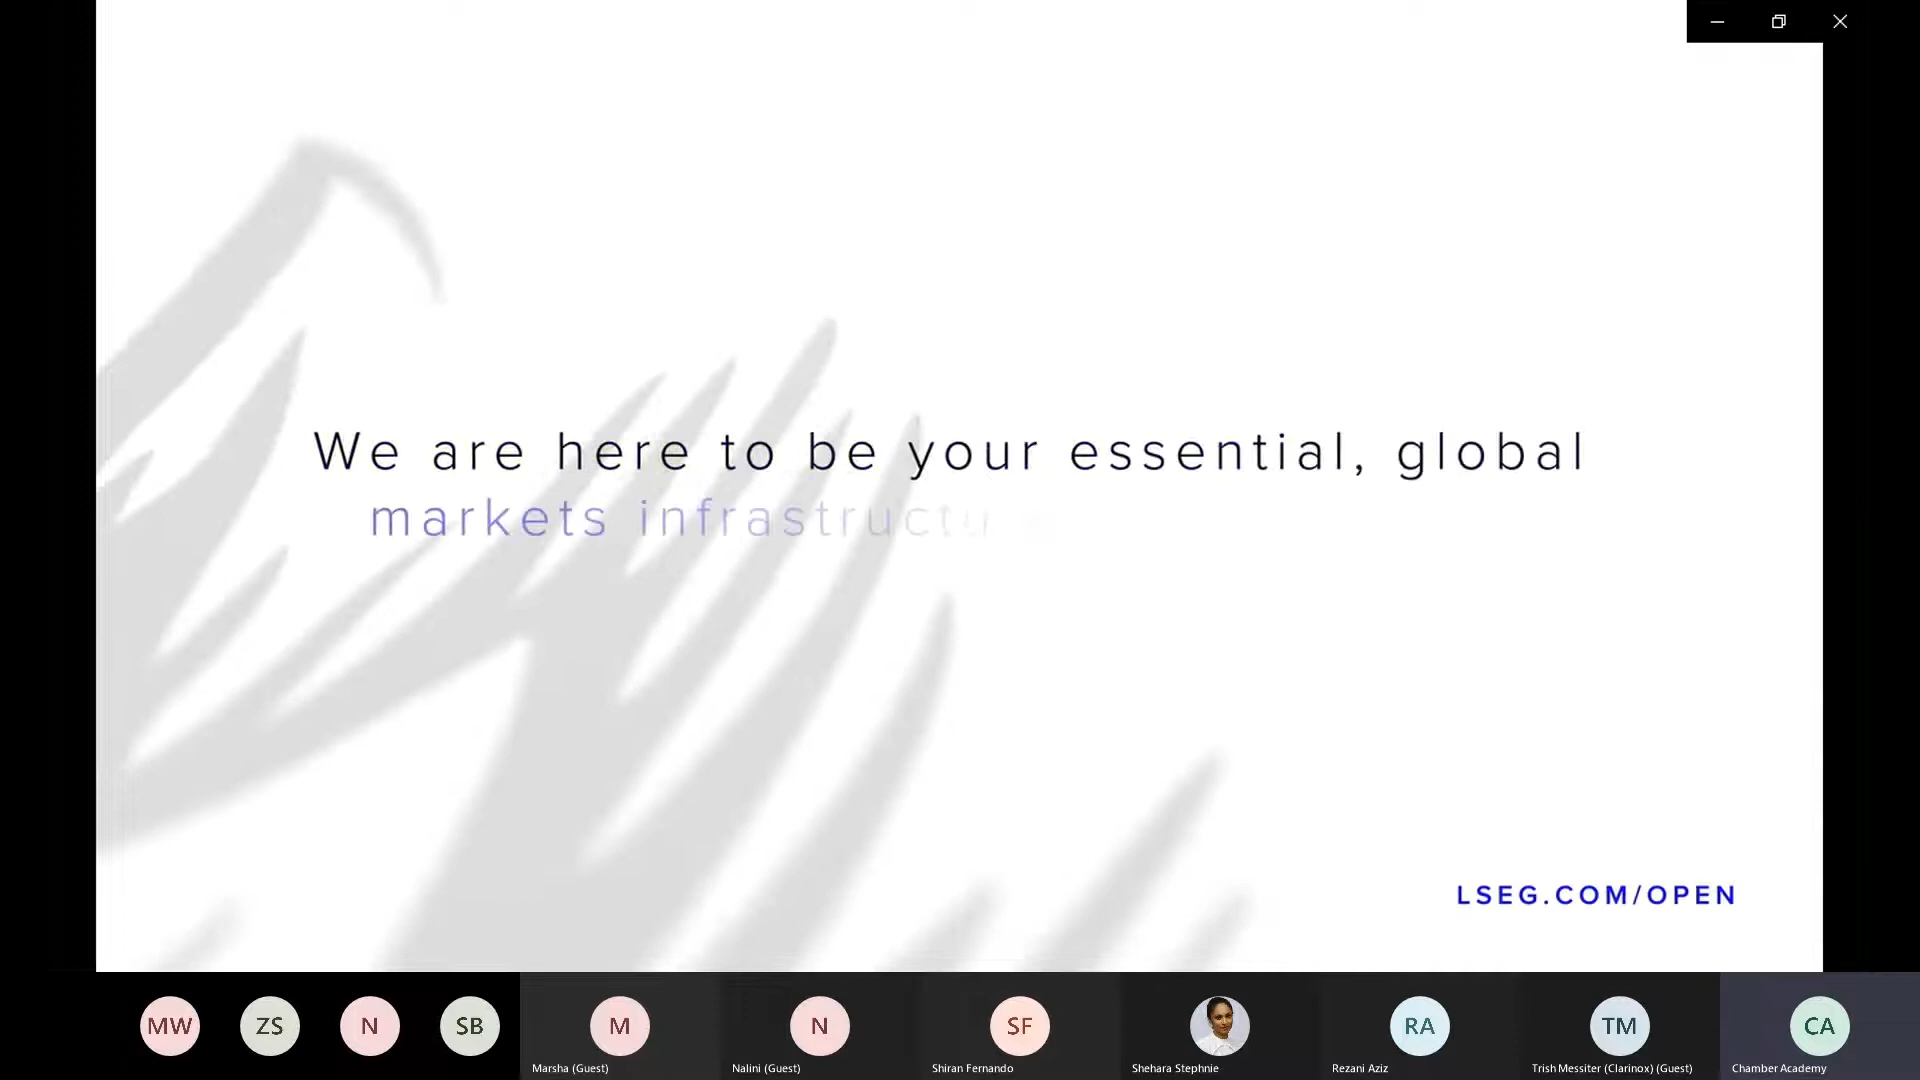 We are here to be your essential, global
markets infrastructu
LSEG.COM/OPEN
MW
ZS
N
SB
M
N
SF
RA
TM
CA
Marsha (Guest)
Nalini (Guest)
Shiran Fernando
Shehara Stephnie
Rezani Aziz
Trish Messiter (Clarinox) (Guest)
Chamber Academy